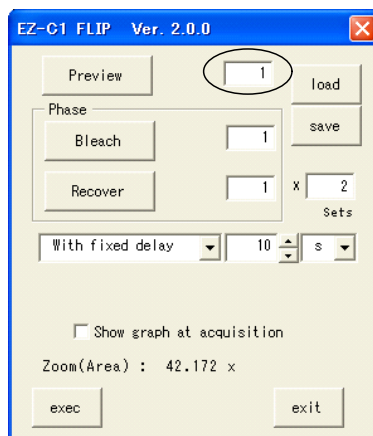 EZ-C1 FLIP Ver. 2.0.0
Preview 1 load
Phase
Bleach 1 save
Recover 1 x 2
Sets
With fixed delay 10 s
Show graph at acquisition
Zoom(Area) : 42.172 x
exec exit